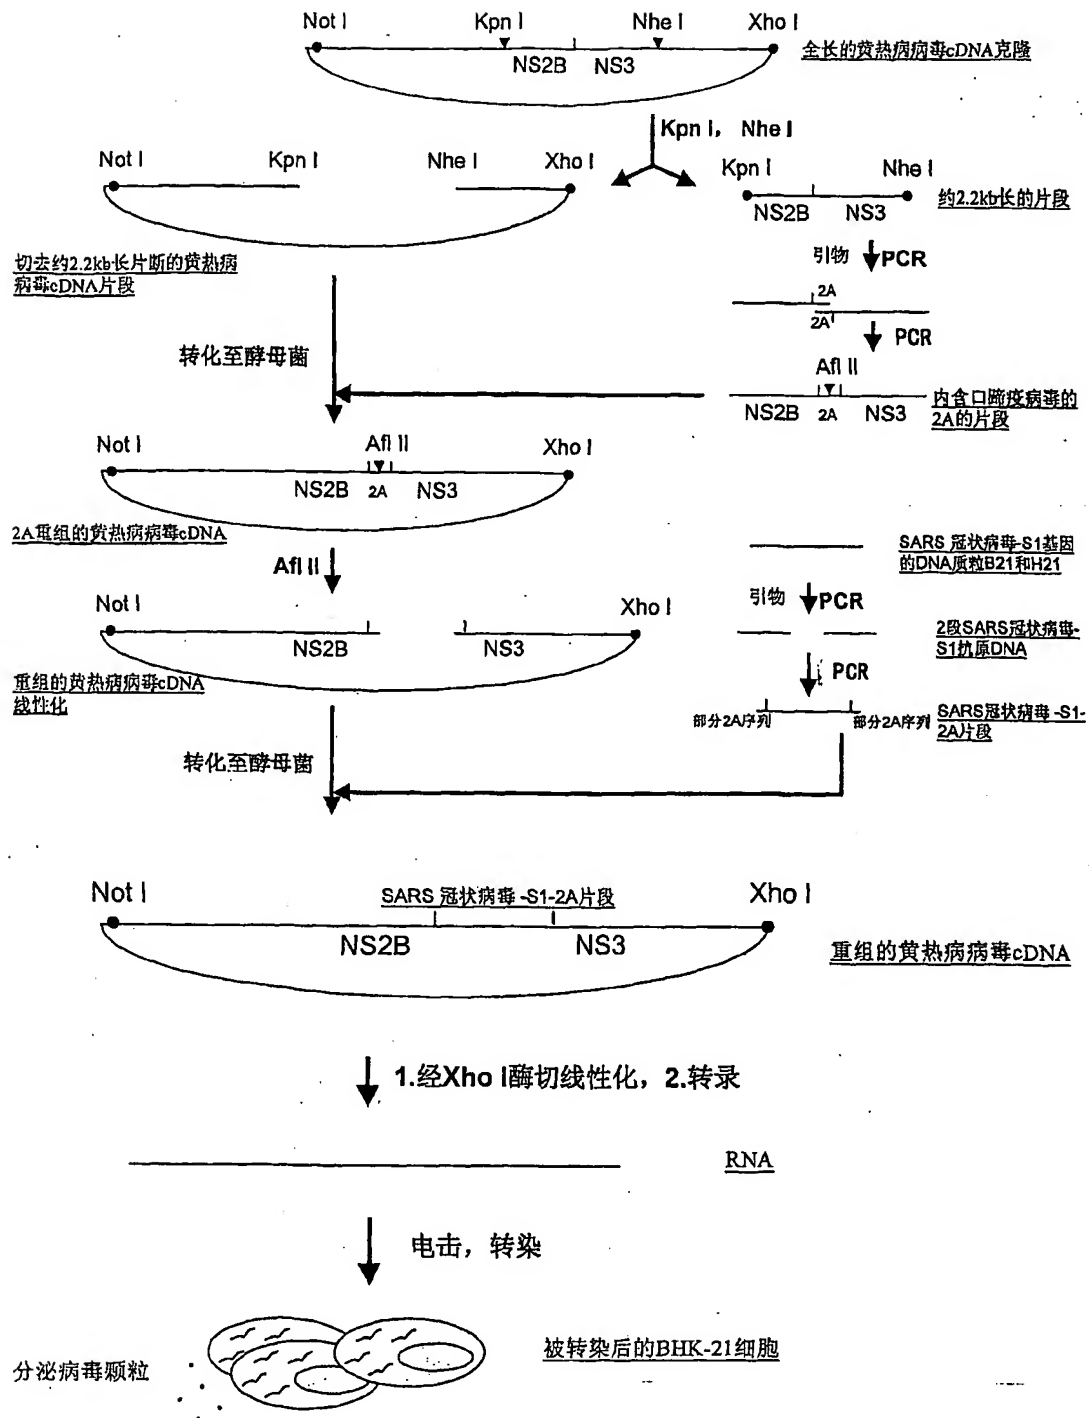 Not I
Kpn I
Nhe I
Xho I
NS2B
NS3
全长的黄热病病毒cDNA克隆
Kpn I, Nhe I
Not I
Kpn I
Nhe I
Xho I
切去约2.2kb长片断的黄热病
病毒cDNA片段
Kpn I
Nhe I
NS2B
NS3
约2.2kb长的片段
引物
PCR
2A
2A
PCR
Afl II
NS2B
2A
NS3
内含口蹄疫病毒的
2A的片段
转化至酵母菌
Not I
Afl II
Xho I
NS2B
2A
NS3
2A重组的黄热病病毒cDNA
Afl II
SARS 冠状病毒-S1基因
的DNA质粒B21和H21
引物
PCR
2段SARS冠状病毒-
S1抗原DNA
PCR
部分2A序列
部分2A序列
SARS冠状病毒 -S1-
2A片段
Not I
Xho I
NS2B
NS3
重组的黄热病病毒cDNA
线性化
转化至酵母菌
Not I
SARS 冠状病毒 -S1-2A片段
Xho I
NS2B
NS3
重组的黄热病病毒cDNA
1.经Xho I酶切线性化，2.转录
RNA
电击，转染
分泌病毒颗粒
被转染后的BHK-21细胞